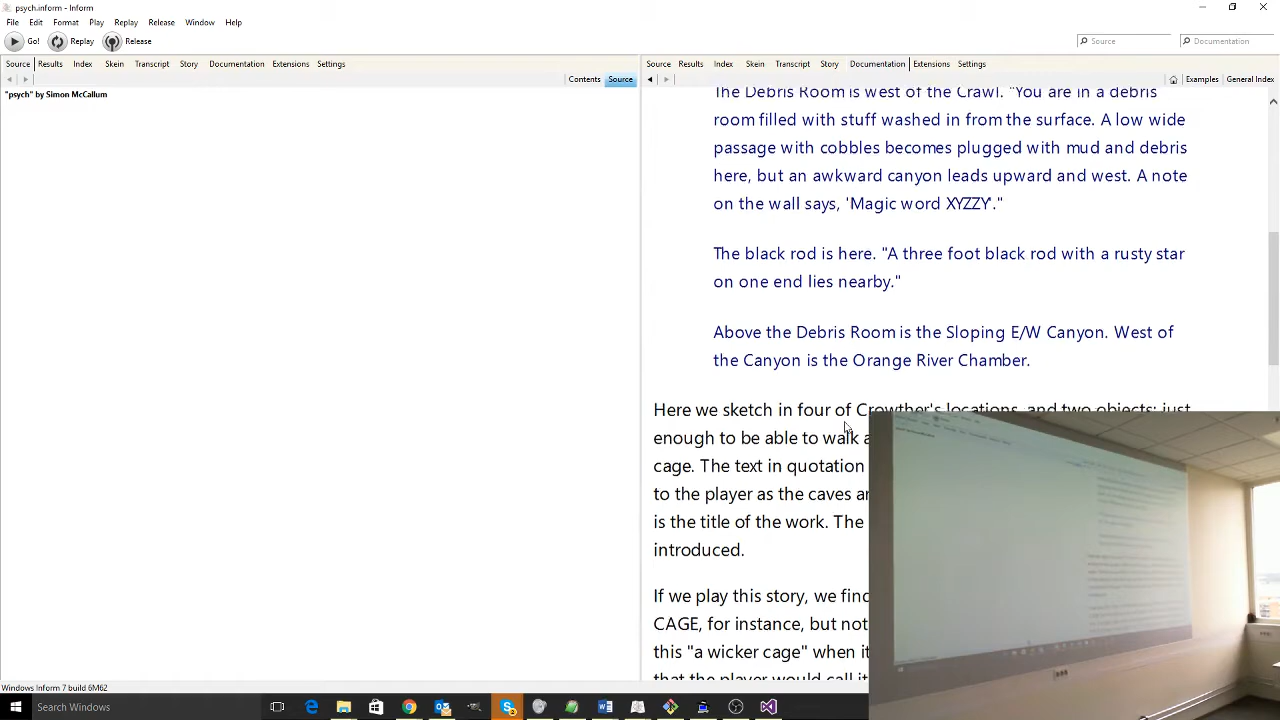 psych.inform - Inform
File Edit Format Play Replay Release Window Help
Go! Replay Release Source Documentation
Source Results Index Skein Transcript Story Documentation Extensions Settings
Source Results Index Skein Transcript Story Documentation Extensions Settings
Contents Source
Examples General Index
"psych" by Simon McCallum
The Debris Room is west of the Crawl. "You are in a debris
room filled with stuff washed in from the surface. A low wide
passage with cobbles becomes plugged with mud and debris
here, but an awkward canyon leads upward and west. A note
on the wall says, 'Magic word XYZZY'."
The black rod is here. "A three foot black rod with a rusty star
on one end lies nearby."
Above the Debris Room is the Sloping E/W Canyon. West of
the Canyon is the Orange River Chamber.
Here we sketch in four of Crowther's locations, and two objects: just
enough to be able to walk
cage. The text in quotation
to the player as the caves
is the title of the work. The
introduced.
If we play this story, we find
CAGE, for instance, but not
this "a wicker cage" when it
that the player would call it
Windows Inform 7 build 6M62
Search Windows